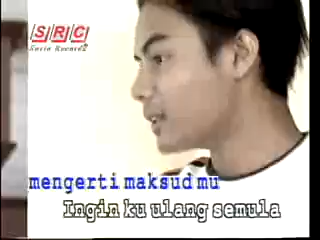 SRC
Suria Records
mengerti maksud mu
Ingin ku ulang semula